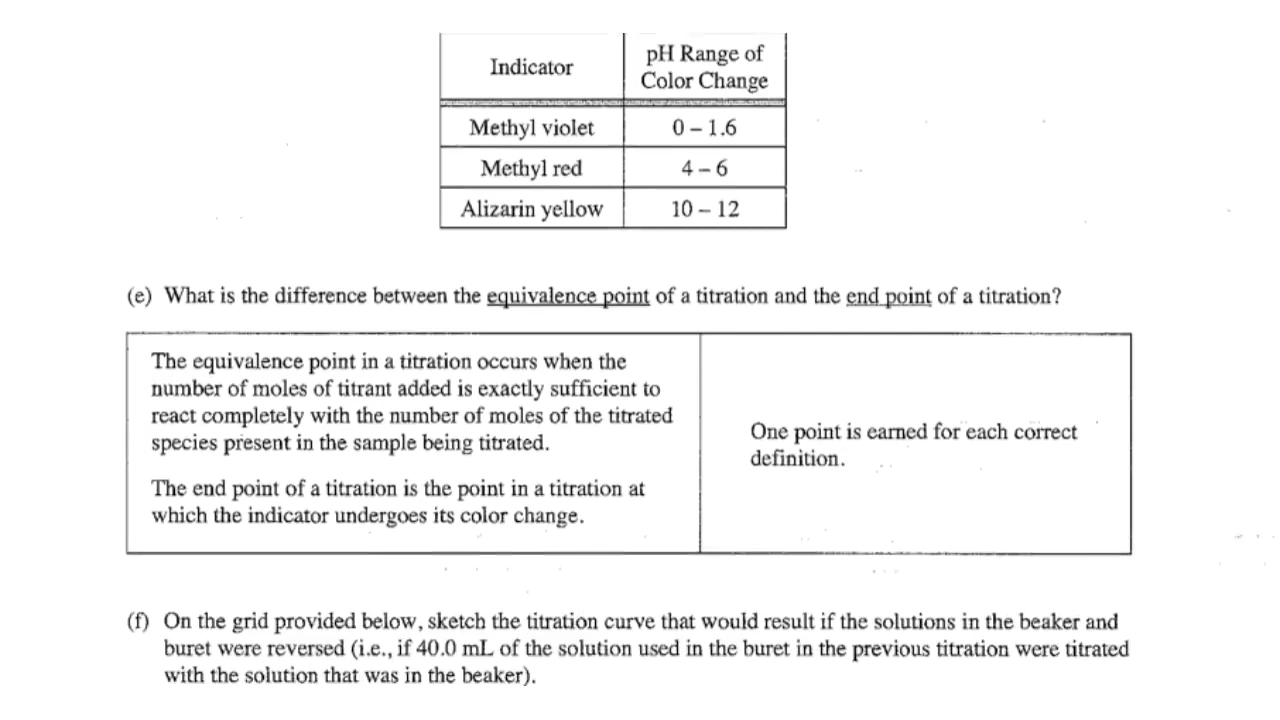 Indicator
pH Range of
Color Change
Methyl violet
0 – 1.6
Methyl red
4 – 6
Alizarin yellow
10 – 12
(e) What is the difference between the equivalence point of a titration and the end point of a titration?
The equivalence point in a titration occurs when the
number of moles of titrant added is exactly sufficient to
react completely with the number of moles of the titrated
species present in the sample being titrated.
The end point of a titration is the point in a titration at
which the indicator undergoes its color change.
One point is earned for each correct
definition.
(f) On the grid provided below, sketch the titration curve that would result if the solutions in the beaker and
buret were reversed (i.e., if 40.0 mL of the solution used in the buret in the previous titration were titrated
with the solution that was in the beaker).